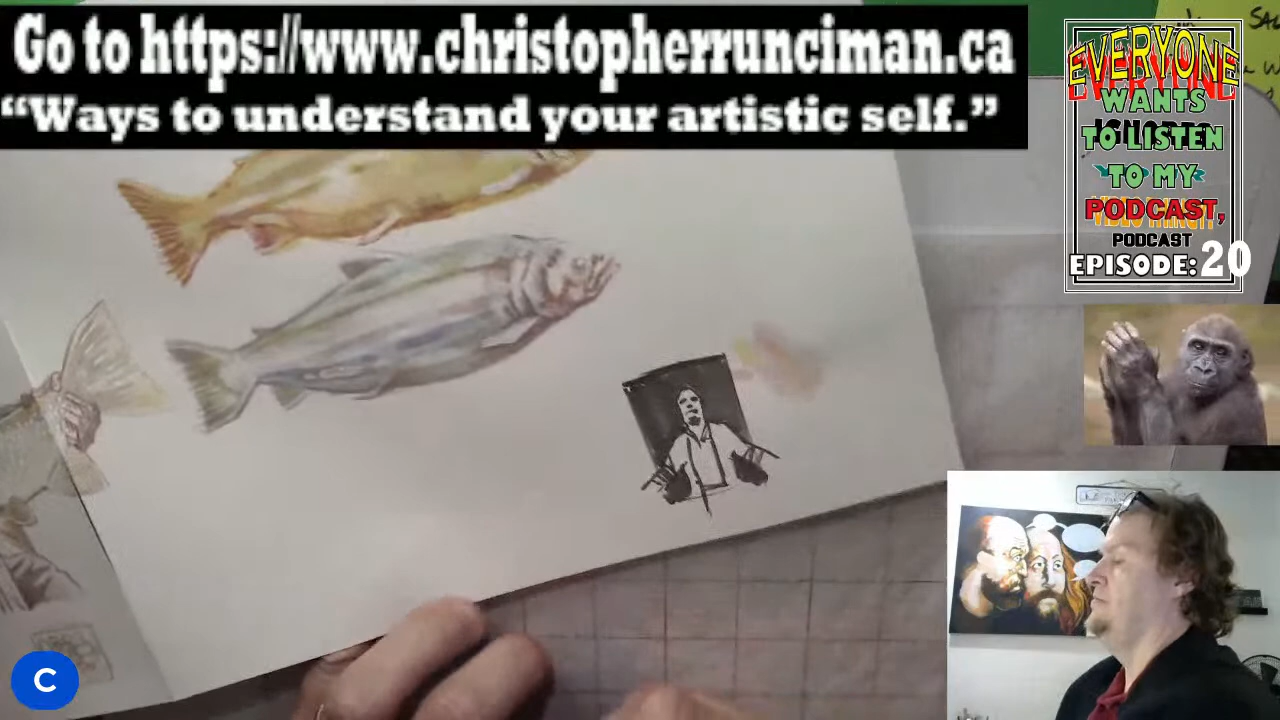 Go to https://www.christopherrunciman.ca
“Ways to understand your artistic self.”
EVERYONE
WANTS
TO LISTEN
TO MY
PODCAST,
PODCAST
EPISODE: 20
C